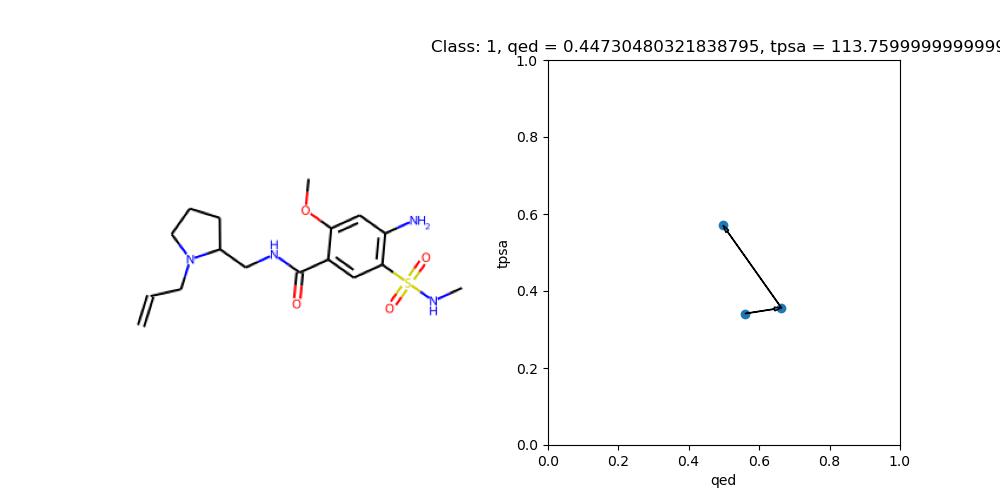 Class: 1, qed = 0.44730480321838795, tpsa = 113.7599999999999
1.0
0.8
0.6
0.4
0.2
0.0
tpsa
0.0 0.2 0.4 0.6 0.8 1.0
qed
O
NH2
H
N
N
O
O
S
O
N
H